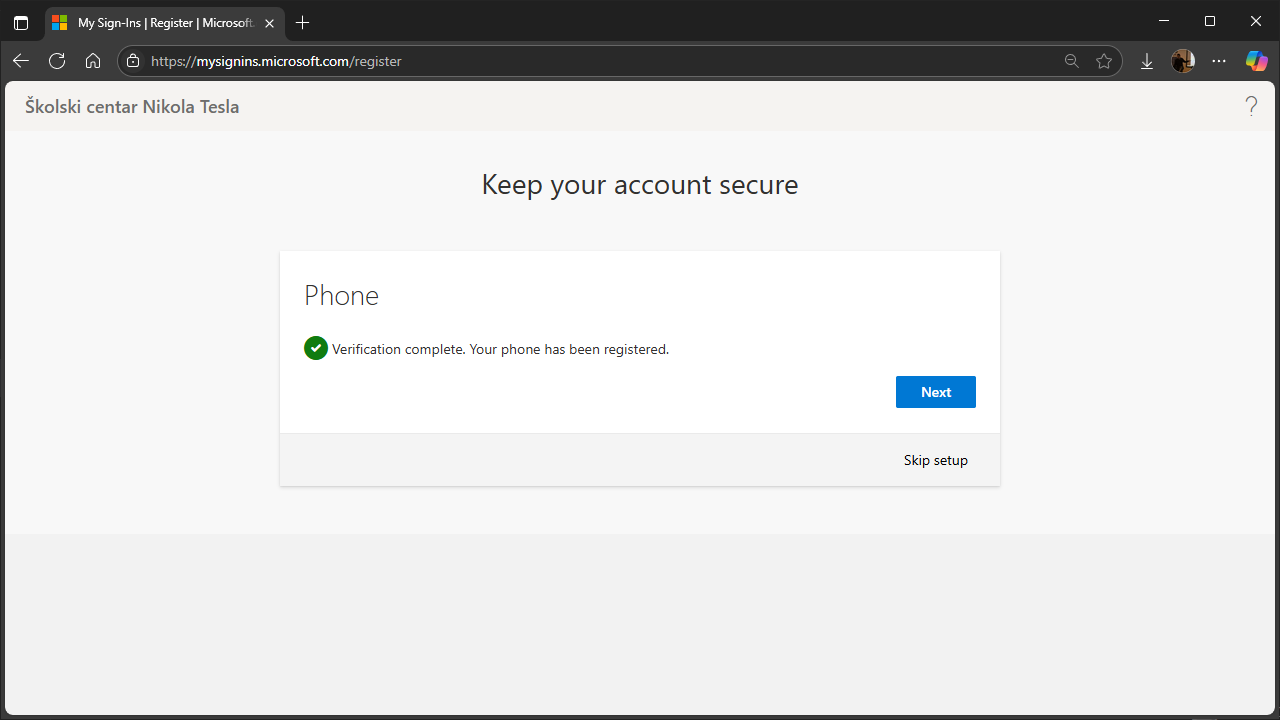 My Sign-Ins | Register | Microsoft.
https://mysignins.microsoft.com/register
Školski centar Nikola Tesla
?
Keep your account secure
Phone
Verification complete. Your phone has been registered.
Next
Skip setup